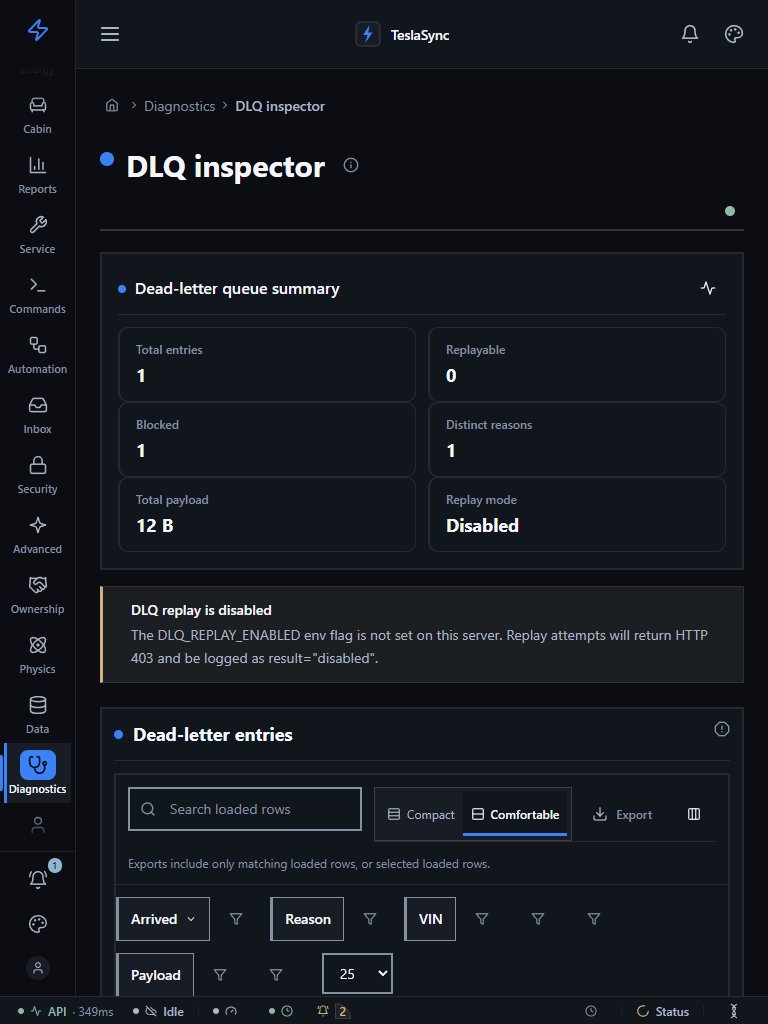 TeslaSync
Energy
Cabin
Reports
Service
Commands
Automation
Inbox
Security
Advanced
Ownership
Physics
Data
Diagnostics
1
Diagnostics
DLQ inspector
DLQ inspector
Dead-letter queue summary
Total entries
1
Replayable
0
Blocked
1
Distinct reasons
1
Total payload
12 B
Replay mode
Disabled
DLQ replay is disabled
The DLQ_REPLAY_ENABLED env flag is not set on this server. Replay attempts will return HTTP
403 and be logged as result="disabled".
Dead-letter entries
Search loaded rows
Compact
Comfortable
Export
Exports include only matching loaded rows, or selected loaded rows.
Arrived
Reason
VIN
Payload
25
API · 349ms
Idle
2
Status